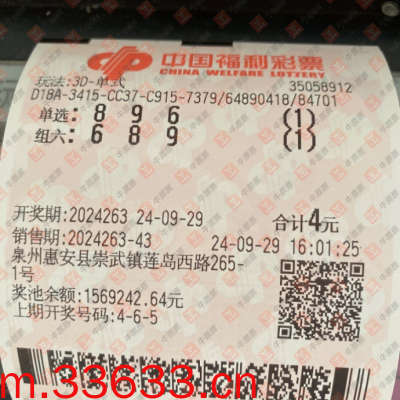 中国福利彩票
CHINA WELFARE LOTTERY
玩法:3D-单式
35058912
D18A-3415-CC37-C915-7379/64890418/84701
单选: 8 9 6 (1)
组六: 6 8 9 (1)
开奖期:2024263 24-09-29 合计4元
销售期:2024263-43 24-09-29 16:01:25
泉州惠安县崇武镇莲岛西路265-
1号
奖池余额:1569242.64元
上期开奖号码:4-6-5
m.33633.cn